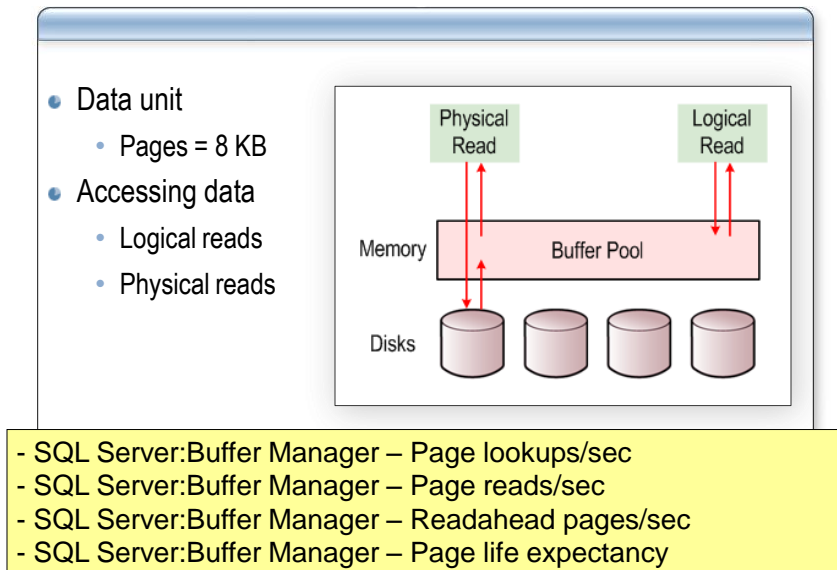 Data unit
Pages = 8 KB
Accessing data
Logical reads
Physical reads
Physical
Read
Logical
Read
Memory
Buffer Pool
Disks
- SQL Server:Buffer Manager – Page lookups/sec
- SQL Server:Buffer Manager – Page reads/sec
- SQL Server:Buffer Manager – Readahead pages/sec
- SQL Server:Buffer Manager – Page life expectancy